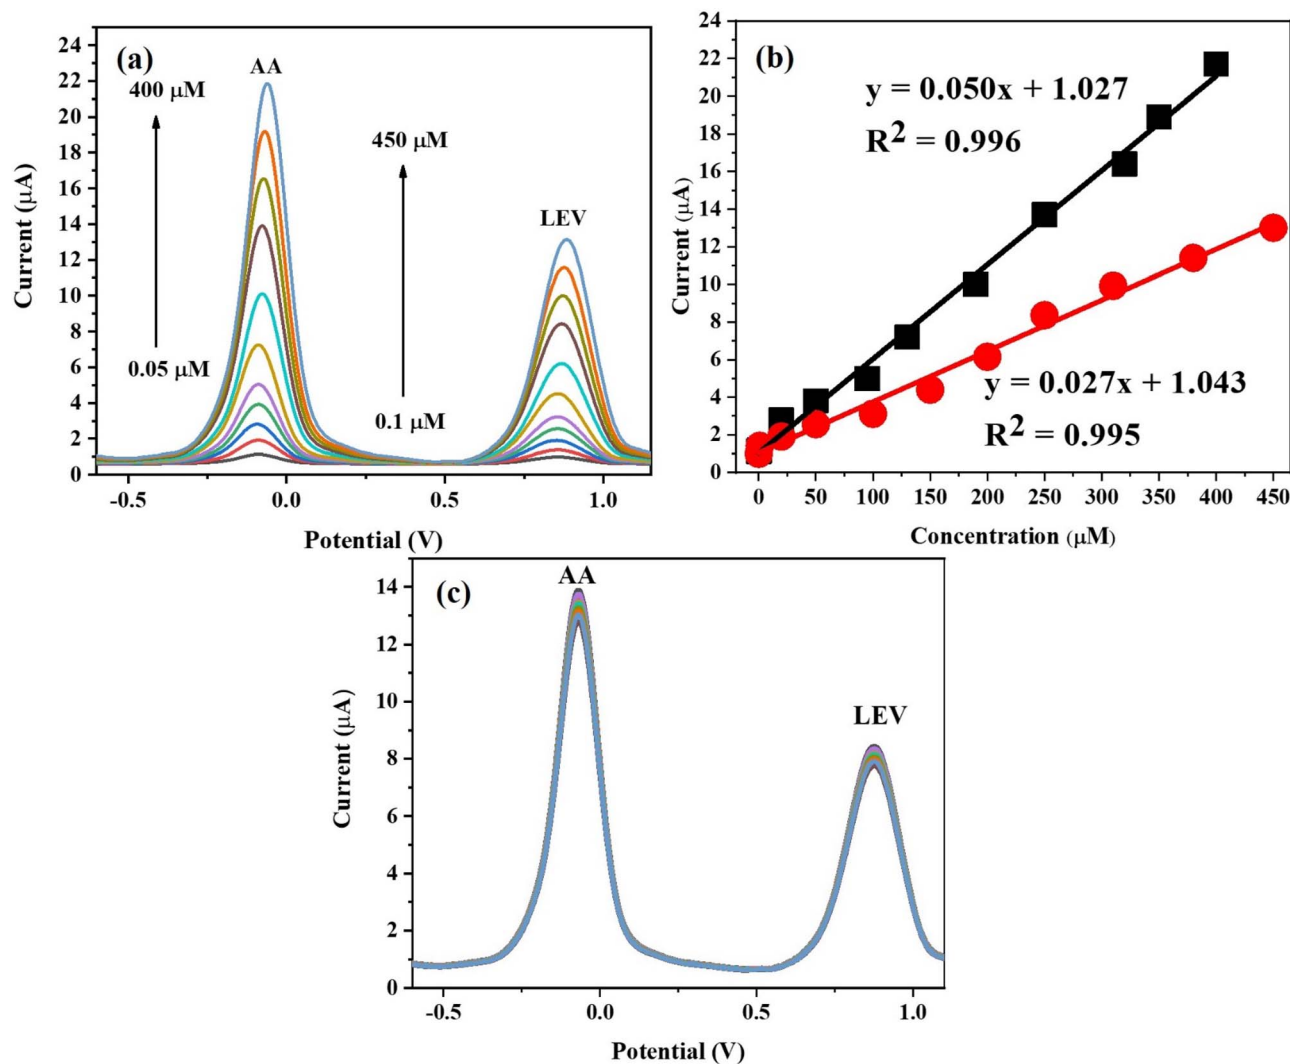 (a)
AA
400 μM
0.05 μM
450 μM
LEV
0.1 μM
24
22
20
18
16
14
12
10
8
6
4
2
0
-0.5
0.0
0.5
1.0
Current (μA)
Potential (V)
(b)
y = 0.050x + 1.027
R2 = 0.996
y = 0.027x + 1.043
R2 = 0.995
24
22
20
18
16
14
12
10
8
6
4
2
0
0
50
100
150
200
250
300
350
400
450
Current (μA)
Concentration (μM)
(c)
AA
LEV
14
12
10
8
6
4
2
0
-0.5
0.0
0.5
1.0
Current (μA)
Potential (V)